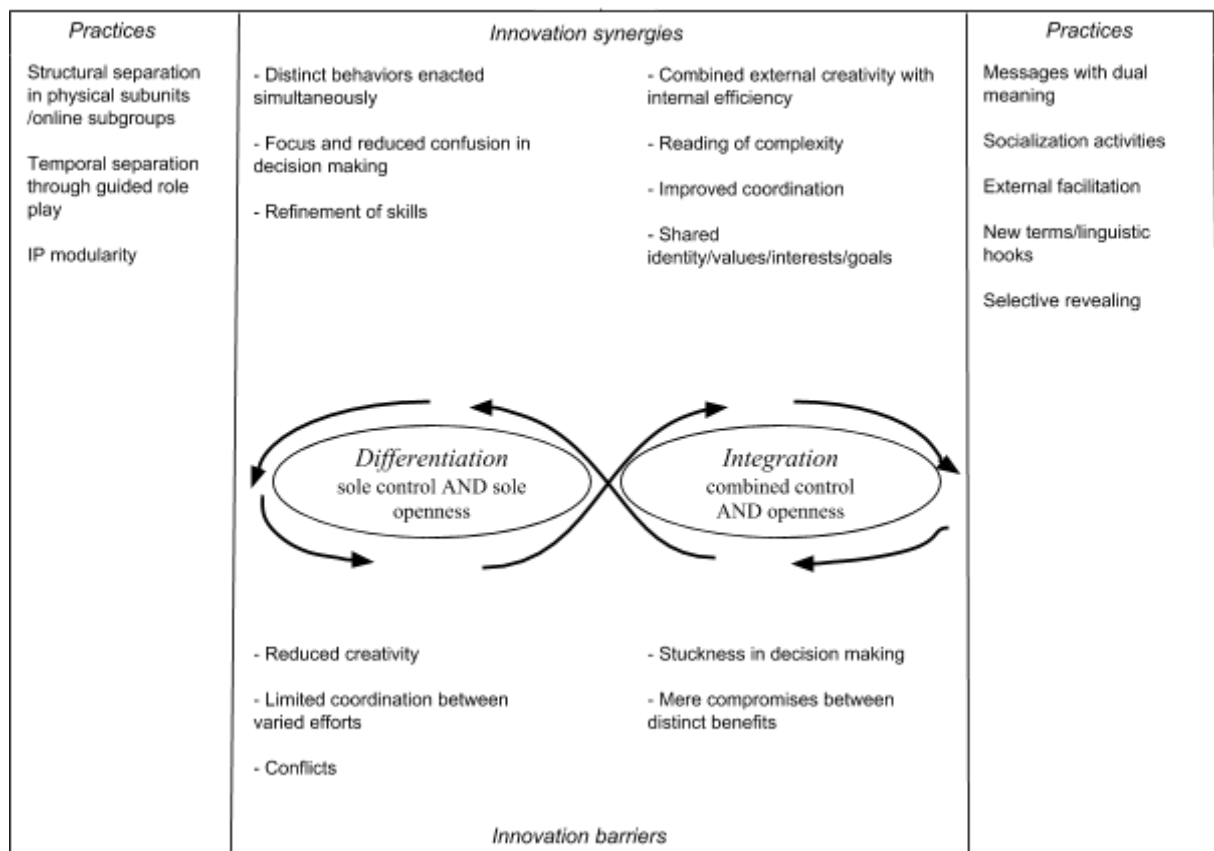 Practices
Structural separation
in physical subunits
/online subgroups
Temporal separation
through guided role
play
IP modularity
Innovation synergies
- Distinct behaviors enacted
simultaneously
- Focus and reduced confusion in
decision making
- Refinement of skills
- Combined external creativity with
internal efficiency
- Reading of complexity
- Improved coordination
- Shared
identity/values/interests/goals
Practices
Messages with dual
meaning
Socialization activities
External facilitation
New terms/linguistic
hooks
Selective revealing
Differentiation
sole control AND sole
openness
Integration
combined control
AND openness
- Reduced creativity
- Limited coordination between
varied efforts
- Conflicts
- Stuckness in decision making
- Mere compromises between
distinct benefits
Innovation barriers